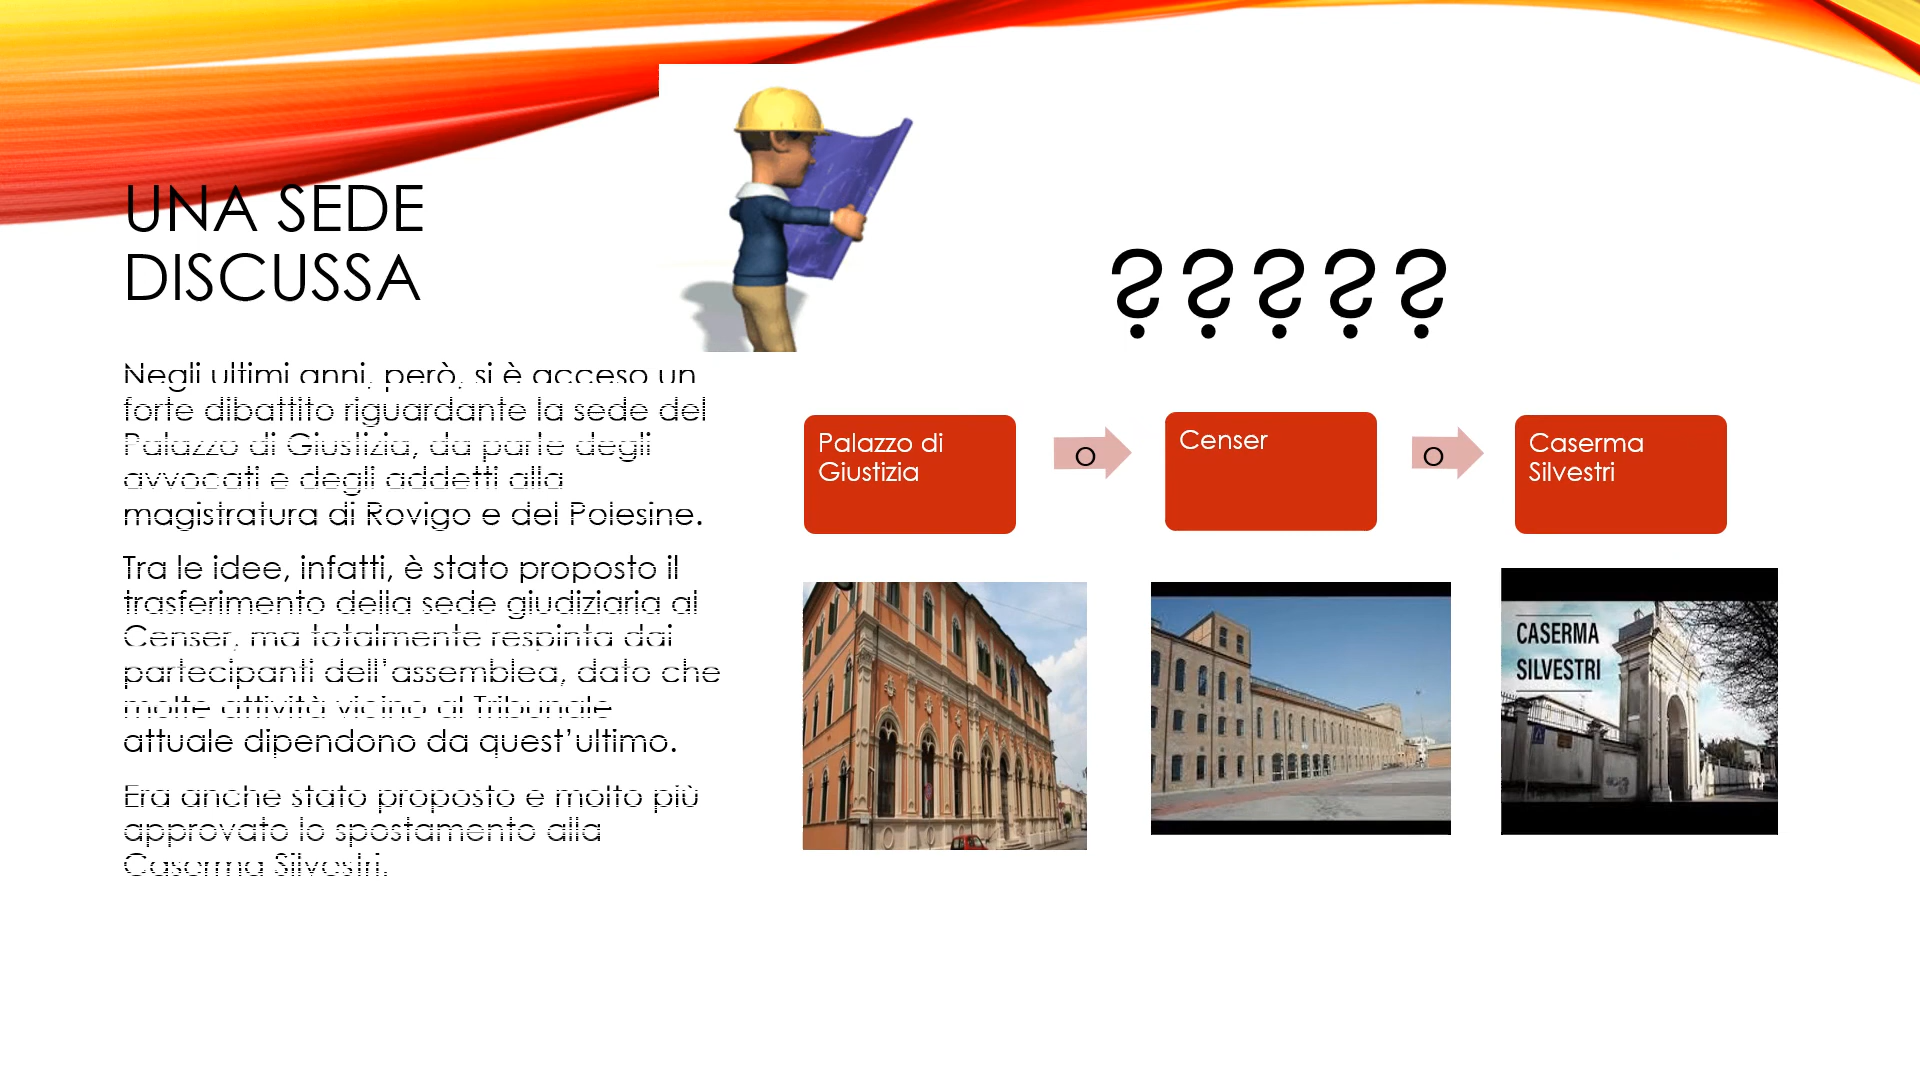 UNA SEDE
DISCUSSA
?????
Negli ultimi anni, però, si è acceso un
forte dibattito riguardante la sede del
Palazzo di Giustizia, da parte degli
avvocati e degli addetti alla
magistratura di Rovigo e del Polesine.
Tra le idee, infatti, è stato proposto il
trasferimento della sede giudiziaria al
Censer, ma totalmente respinta dai
partecipanti dell’assemblea, dato che
molte attività vicino al Tribunale
attuale dipendono da quest’ultimo.
Era anche stato proposto e molto più
approvato lo spostamento alla
Caserma Silvestri.
Palazzo di
Giustizia
o
Censer
o
Caserma
Silvestri
CASERMA
SILVESTRI